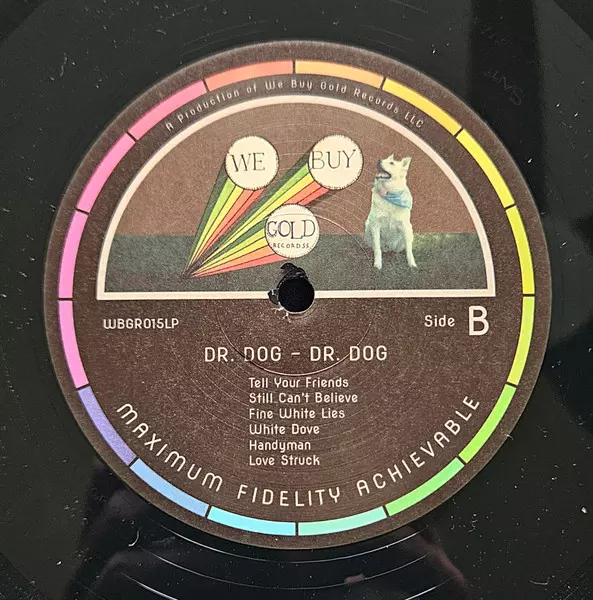 A Production of We Buy Gold Records LLC
WE BUY
GOLD
RECORDSS
WBGR015LP
Side B
DR. DOG - DR. DOG
Tell Your Friends
Still Can't Believe
Fine White Lies
White Dove
Handyman
Love Struck
MAXIMUM FIDELITY ACHIEVABLE